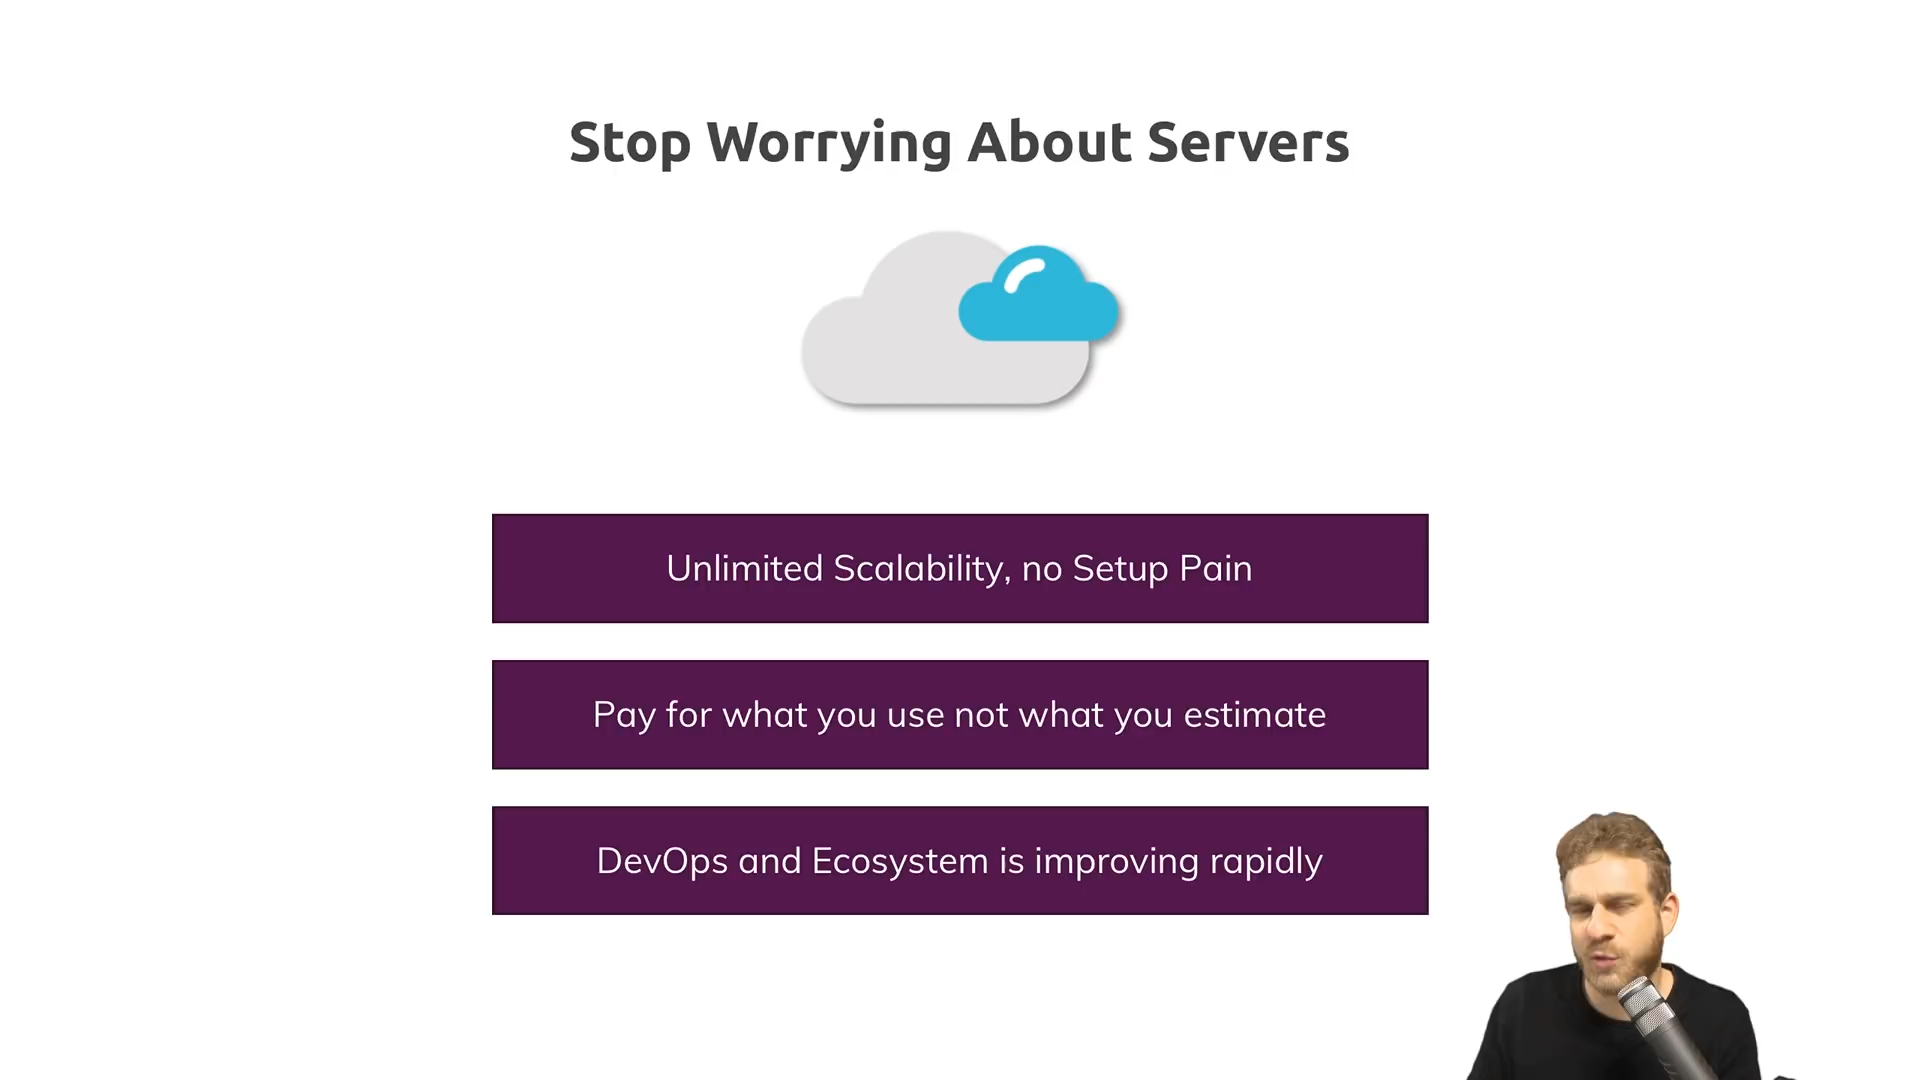 Stop Worrying About Servers
Unlimited Scalability, no Setup Pain
Pay for what you use not what you estimate
DevOps and Ecosystem is improving rapidly